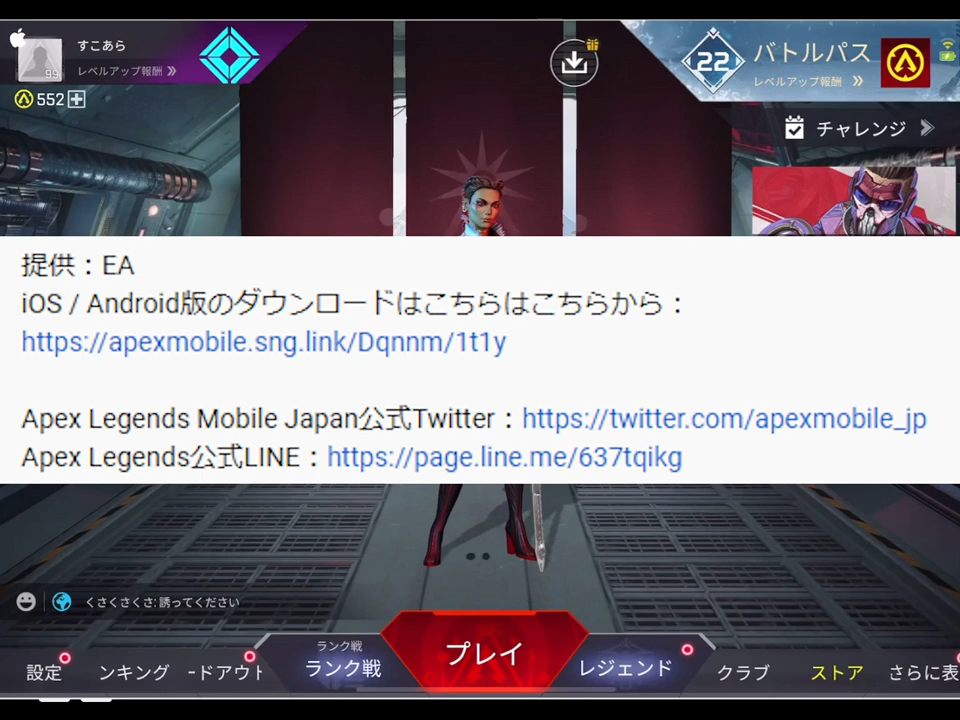 すこあら
レベルアップ報酬
99
552
22
バトルパス
レベルアップ報酬
チャレンジ
提供：EA
iOS / Android版のダウンロードはこちらはこちらから：
https://apexmobile.sng.link/Dqnnm/1t1y
Apex Legends Mobile Japan公式Twitter：https://twitter.com/apexmobile_jp
Apex Legends公式LINE：https://page.line.me/637tqikg
くさくさくさ: 誘ってください
ランク戦
設定 ンキング -ドアウト ランク戦 プレイ レジェンド クラブ ストア さらに表